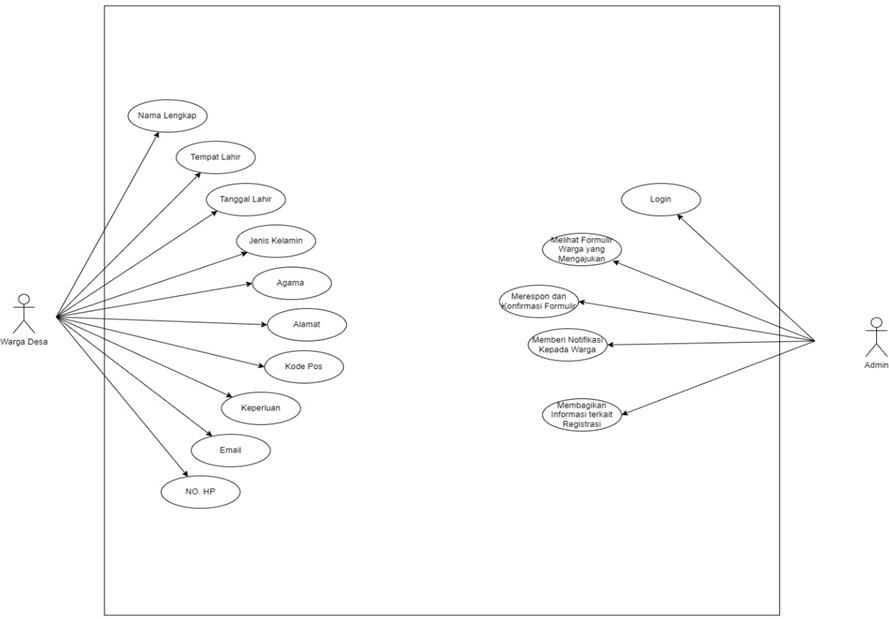 Nama Lengkap
Tempat Lahir
Tanggal Lahir
Jenis Kelamin
Agama
Alamat
Kode Pos
Keperluan
Email
NO. HP
Warga Desa
Login
Melihat Formulir
Warga yang
Mengajukan
Merespon dan
Konfirmasi Formulir
Memberi Notifikasi
Kepada Warga
Membagikan
Informasi terkait
Registrasi
Admin